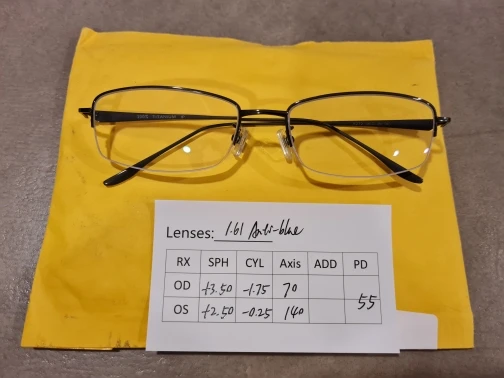 Lenses: 1.61 Anti-blue
RX SPH CYL Axis ADD PD
OD +3.50 -1.75 70
55
OS +2.50 -0.25 140